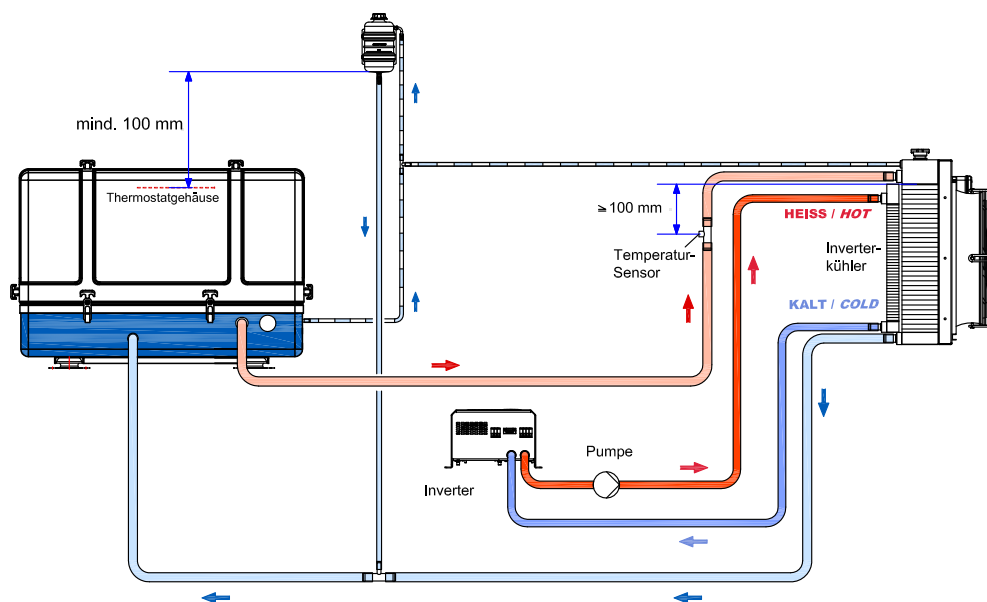 mind. 100 mm
Thermostatgehäuse
≥100 mm
HEISS / HOT
Temperatur-
Sensor
Inverter-
kühler
KALT / COLD
Pumpe
Inverter